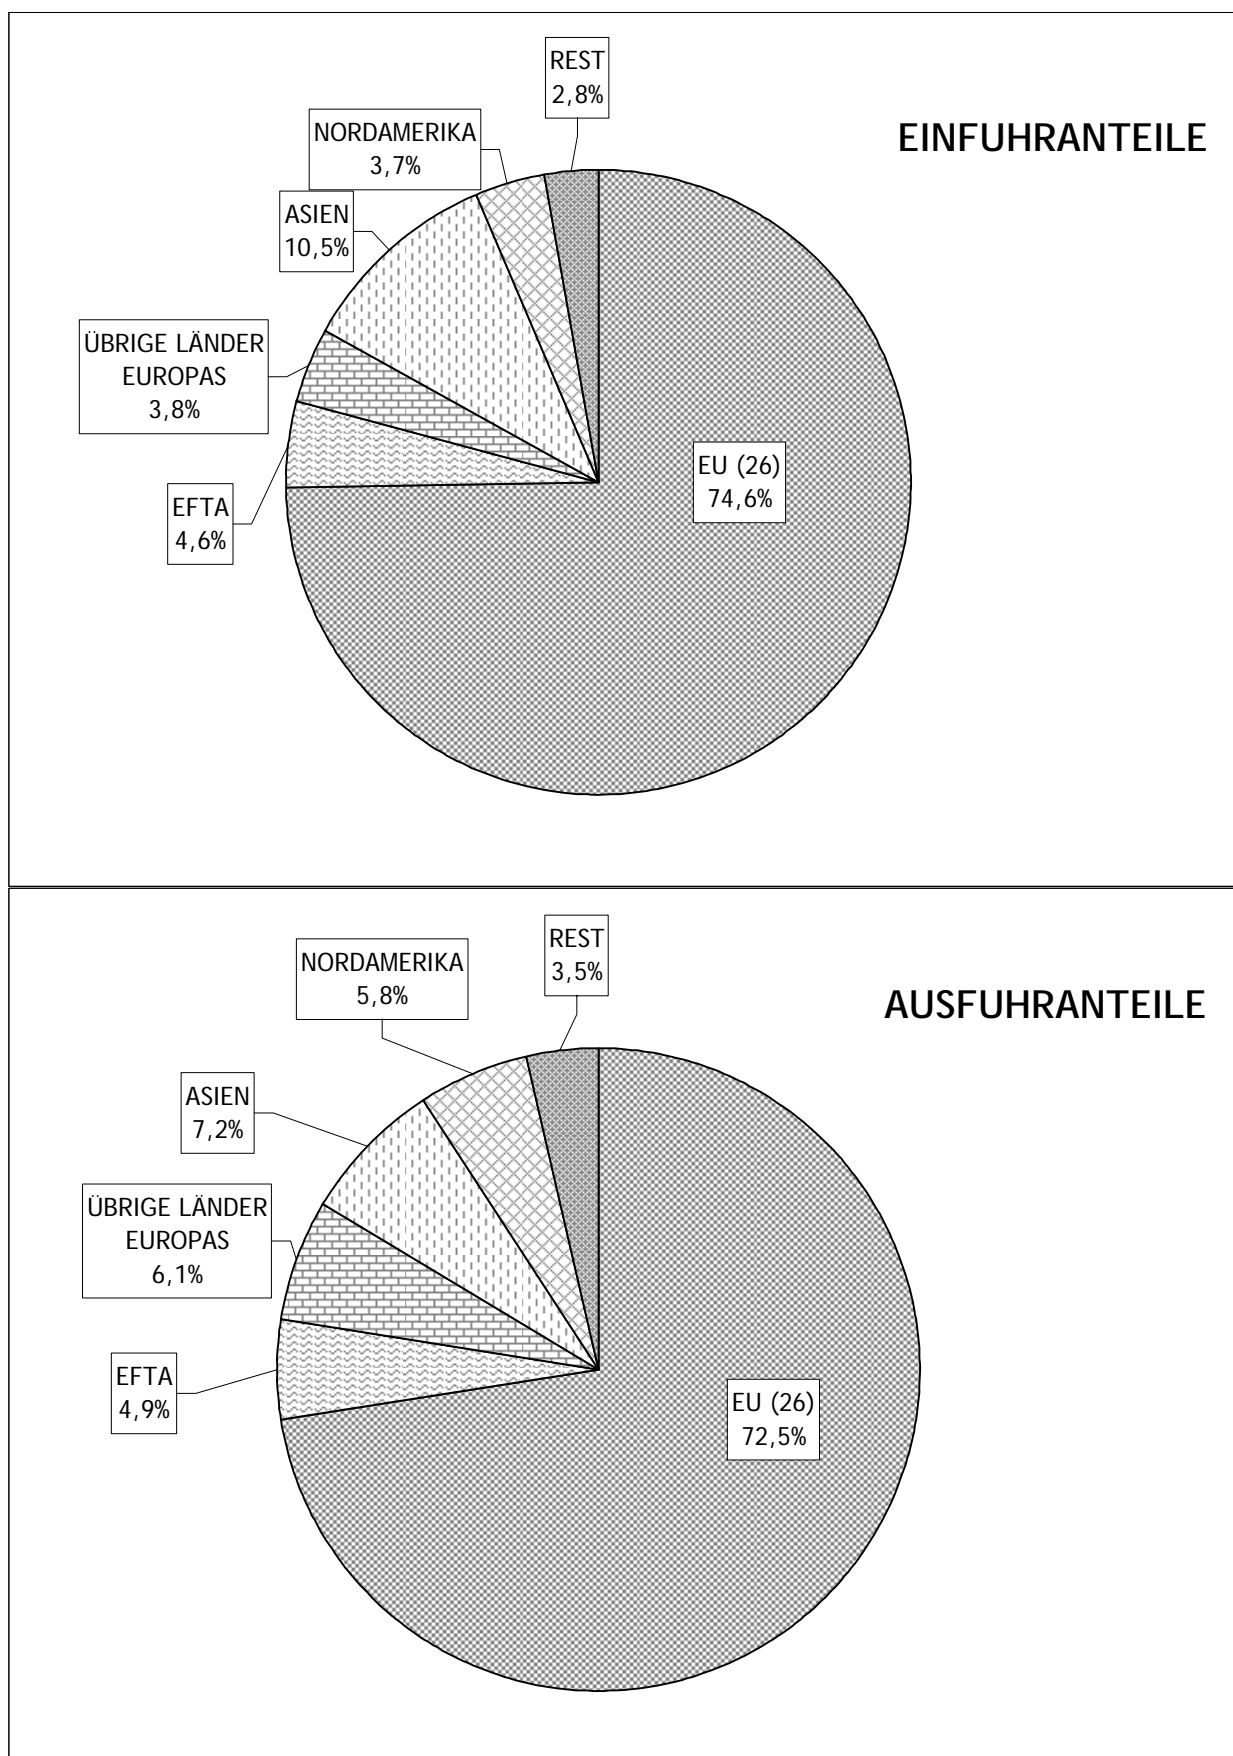 EINFUHRANTEILE
REST
2,8%
NORDAMERIKA
3,7%
ASIEN
10,5%
ÜBRIGE LÄNDER
EUROPAS
3,8%
EFTA
4,6%
EU (26)
74,6%
AUSFUHRANTEILE
REST
3,5%
NORDAMERIKA
5,8%
ASIEN
7,2%
ÜBRIGE LÄNDER
EUROPAS
6,1%
EFTA
4,9%
EU (26)
72,5%